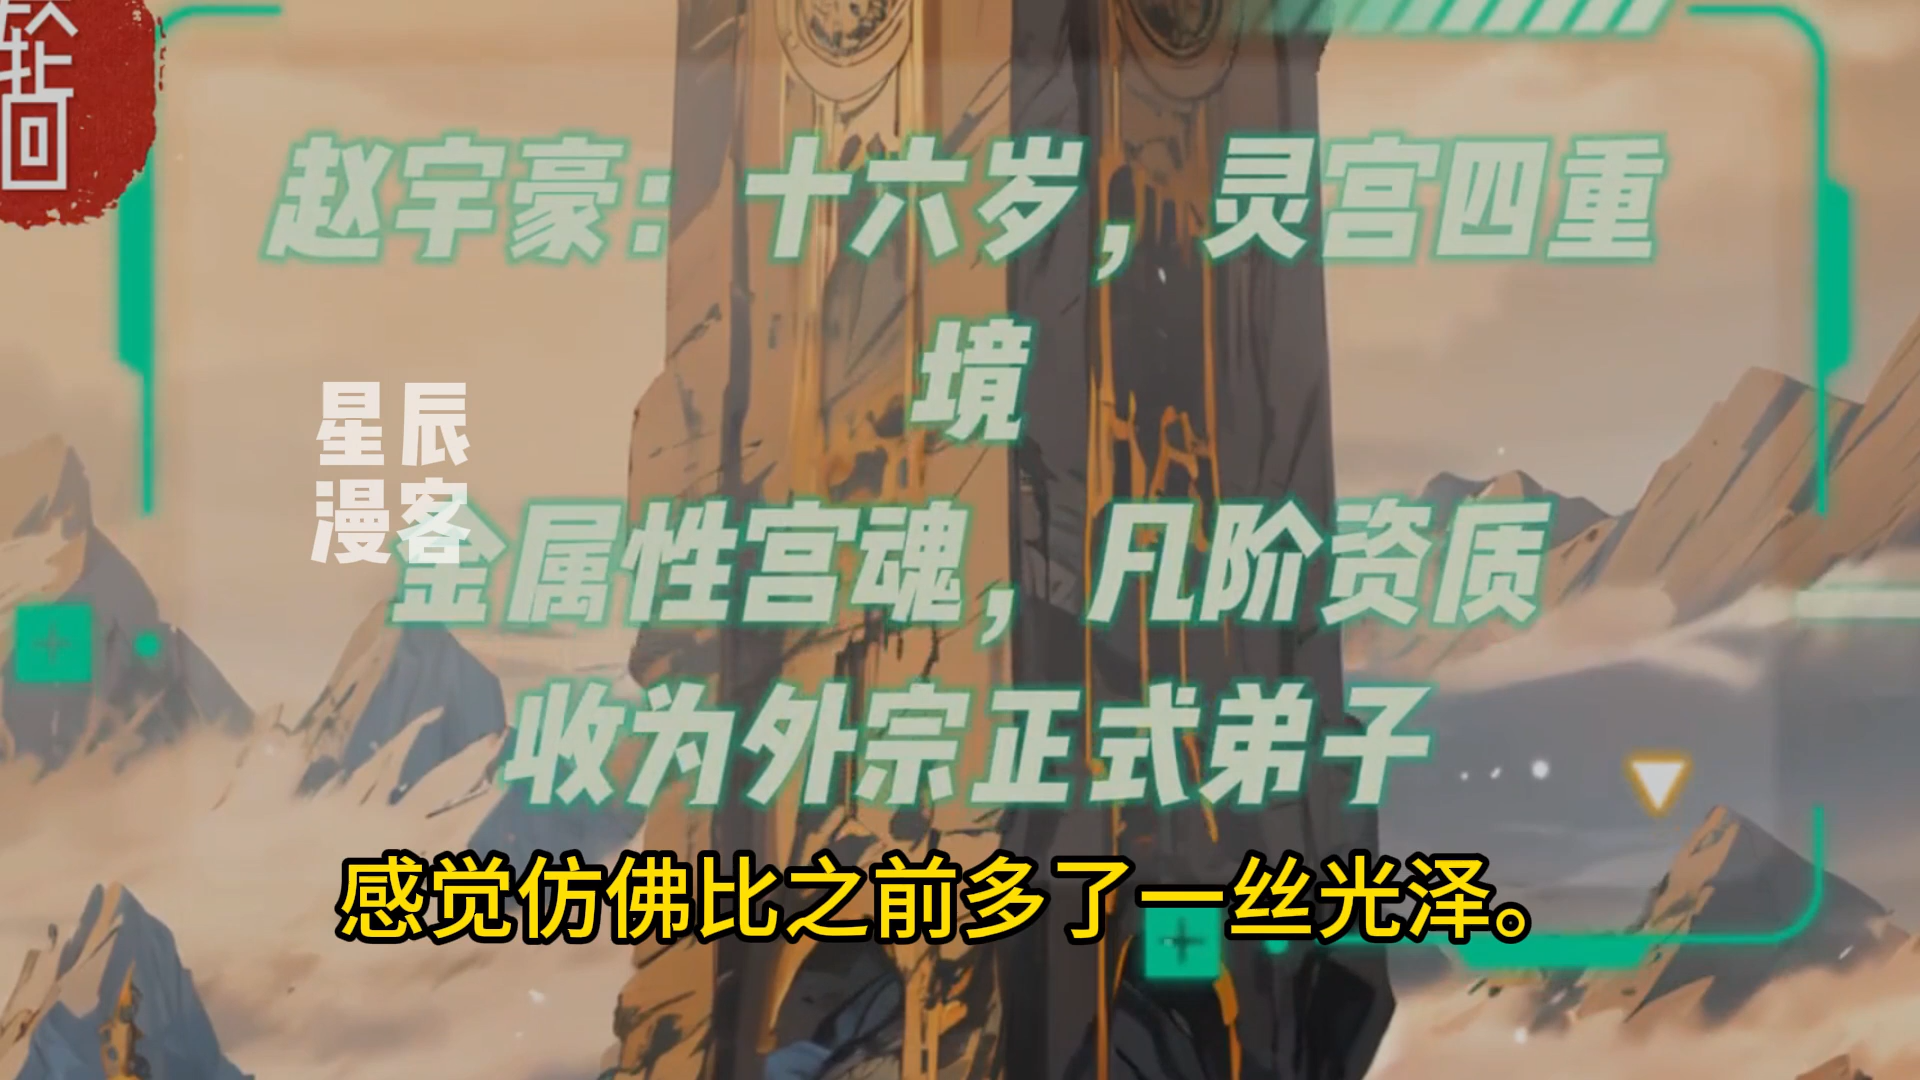 回
赵宇豪：十六岁，灵宫四重
境
星辰
漫客
金属性宫魂，凡阶资质
收为外宗正式弟子
感觉仿佛比之前多了一丝光泽。